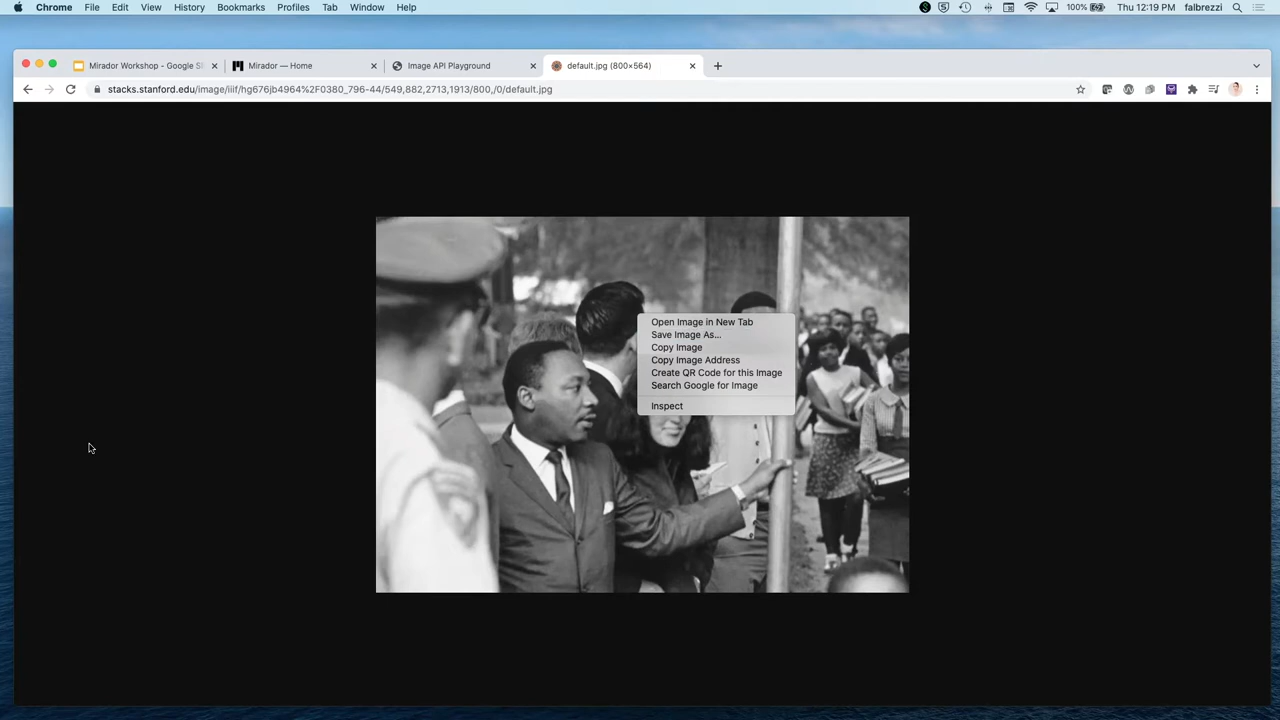 Chrome File Edit View History Bookmarks Profiles Tab Window Help 100% Thu 12:19 PM falbrezzi
Mirador Workshop - Google Sl Mirador — Home Image API Playground default.jpg (800×564)
stacks.stanford.edu/image/iiif/hg676jb4964%2F0380_796-44/549,882,2713,1913/800,/0/default.jpg
Open Image in New Tab
Save Image As...
Copy Image
Copy Image Address
Create QR Code for this Image
Search Google for Image
Inspect